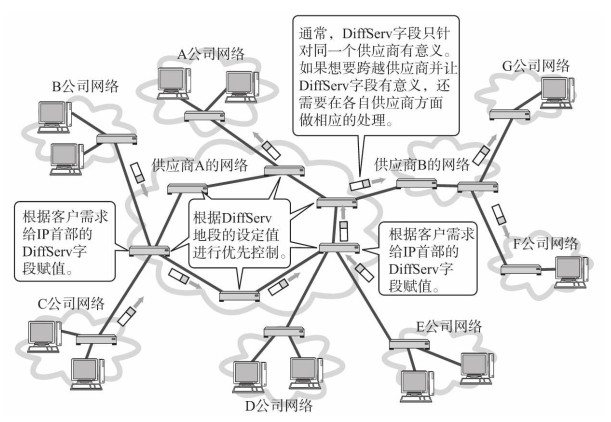 A公司网络
B公司网络
通常，DiffServ字段只针
对同一个供应商有意义。
如果想要跨越供应商并让
DiffServ字段有意义，还
需要在各自供应商方面
做相应的处理。
G公司网络
供应商A的网络
供应商B的网络
根据客户需求
给IP首部的
DiffServ字
段赋值。
根据DiffServ
地段的设定值
进行优先控制。
根据客户需求
给IP首部的
DiffServ字
段赋值。
F公司网络
C公司网络
E公司网络
D公司网络